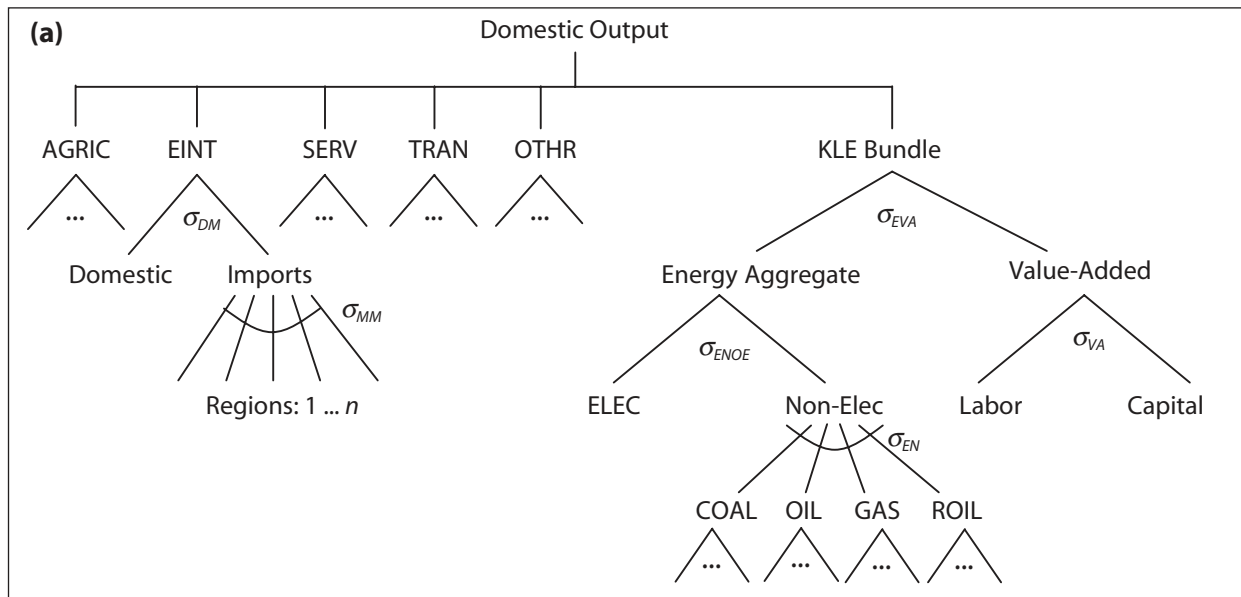 (a)
Domestic Output
AGRIC EINT SERV TRAN OTHR KLE Bundle
... ... ... ...
σDM σEVA
Domestic Imports Energy Aggregate Value-Added
σMM
σENOE σVA
Regions: 1 ... n ELEC Non-Elec Labor Capital
σEN
COAL OIL GAS ROIL
... ... ... ...